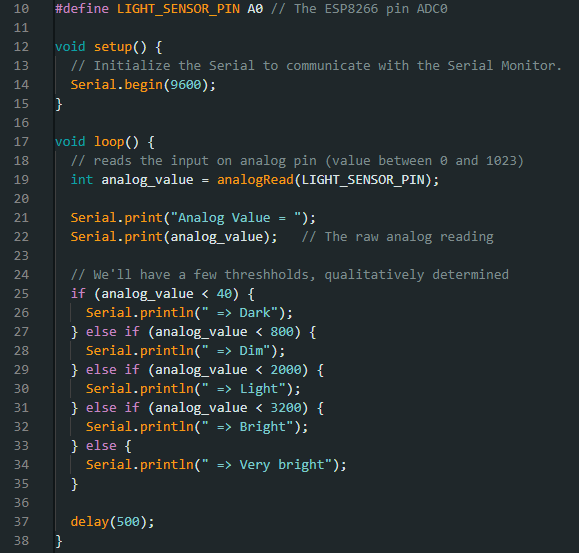 10 #define LIGHT_SENSOR_PIN A0 // The ESP8266 pin ADC0
11
12 void setup() {
13   // Initialize the Serial to communicate with the Serial Monitor.
14   Serial.begin(9600);
15 }
16
17 void loop() {
18   // reads the input on analog pin (value between 0 and 1023)
19   int analog_value = analogRead(LIGHT_SENSOR_PIN);
20
21   Serial.print("Analog Value = ");
22   Serial.print(analog_value);   // The raw analog reading
23
24   // We'll have a few threshholds, qualitatively determined
25   if (analog_value < 40) {
26     Serial.println(" => Dark");
27   } else if (analog_value < 800) {
28     Serial.println(" => Dim");
29   } else if (analog_value < 2000) {
30     Serial.println(" => Light");
31   } else if (analog_value < 3200) {
32     Serial.println(" => Bright");
33   } else {
34     Serial.println(" => Very bright");
35   }
36
37   delay(500);
38 }